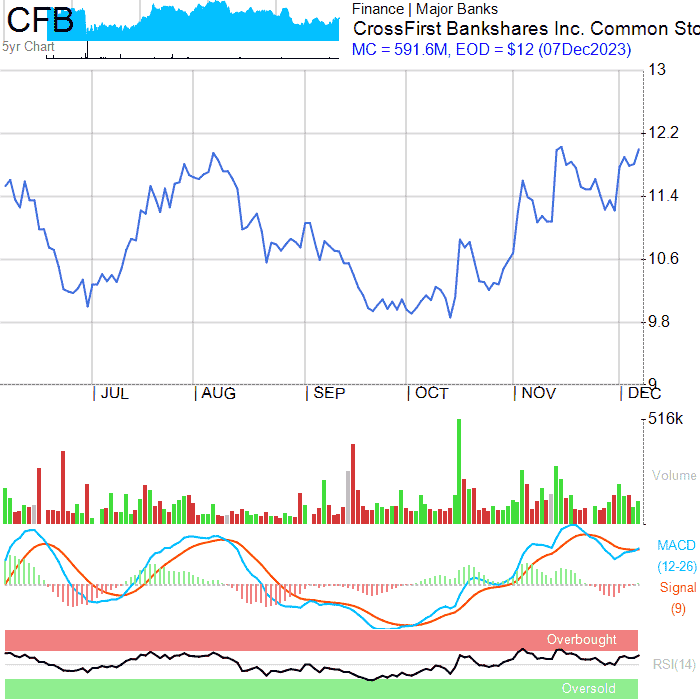 CFB
5yr Chart
Finance | Major Banks
CrossFirst Bankshares Inc. Common Sto
MC = 591.6M, EOD = $12 (07Dec2023)
13
12.2
11.4
10.6
9.8
9
JUL AUG SEP OCT NOV DEC
516k
Volume
MACD
(12-26)
Signal
(9)
Overbought
RSI(14)
Oversold